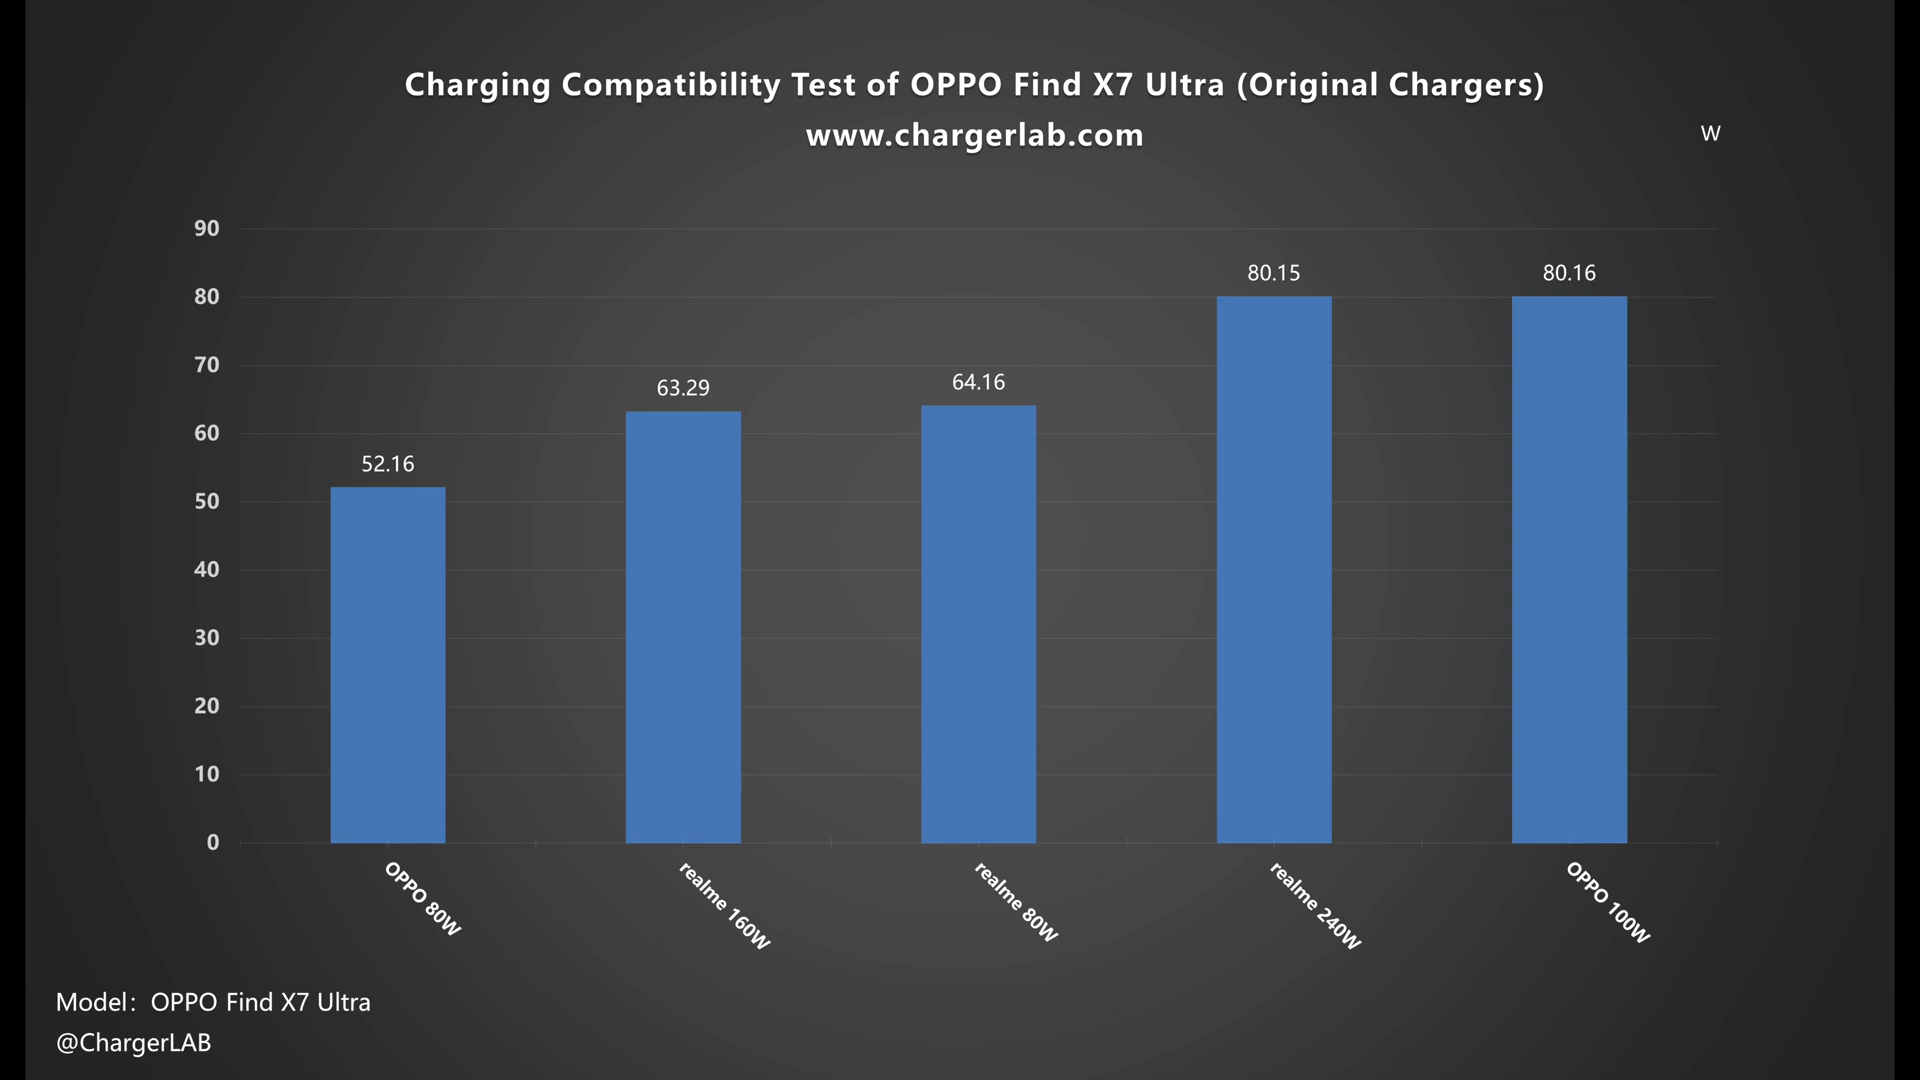 Charging Compatibility Test of OPPO Find X7 Ultra (Original Chargers)
www.chargerlab.com
W
90
80
70
60
50
40
30
20
10
0
52.16
63.29
64.16
80.15
80.16
OPPO 80W
realme 160W
realme 80W
realme 240W
OPPO 100W
Model：OPPO Find X7 Ultra
@ChargerLAB